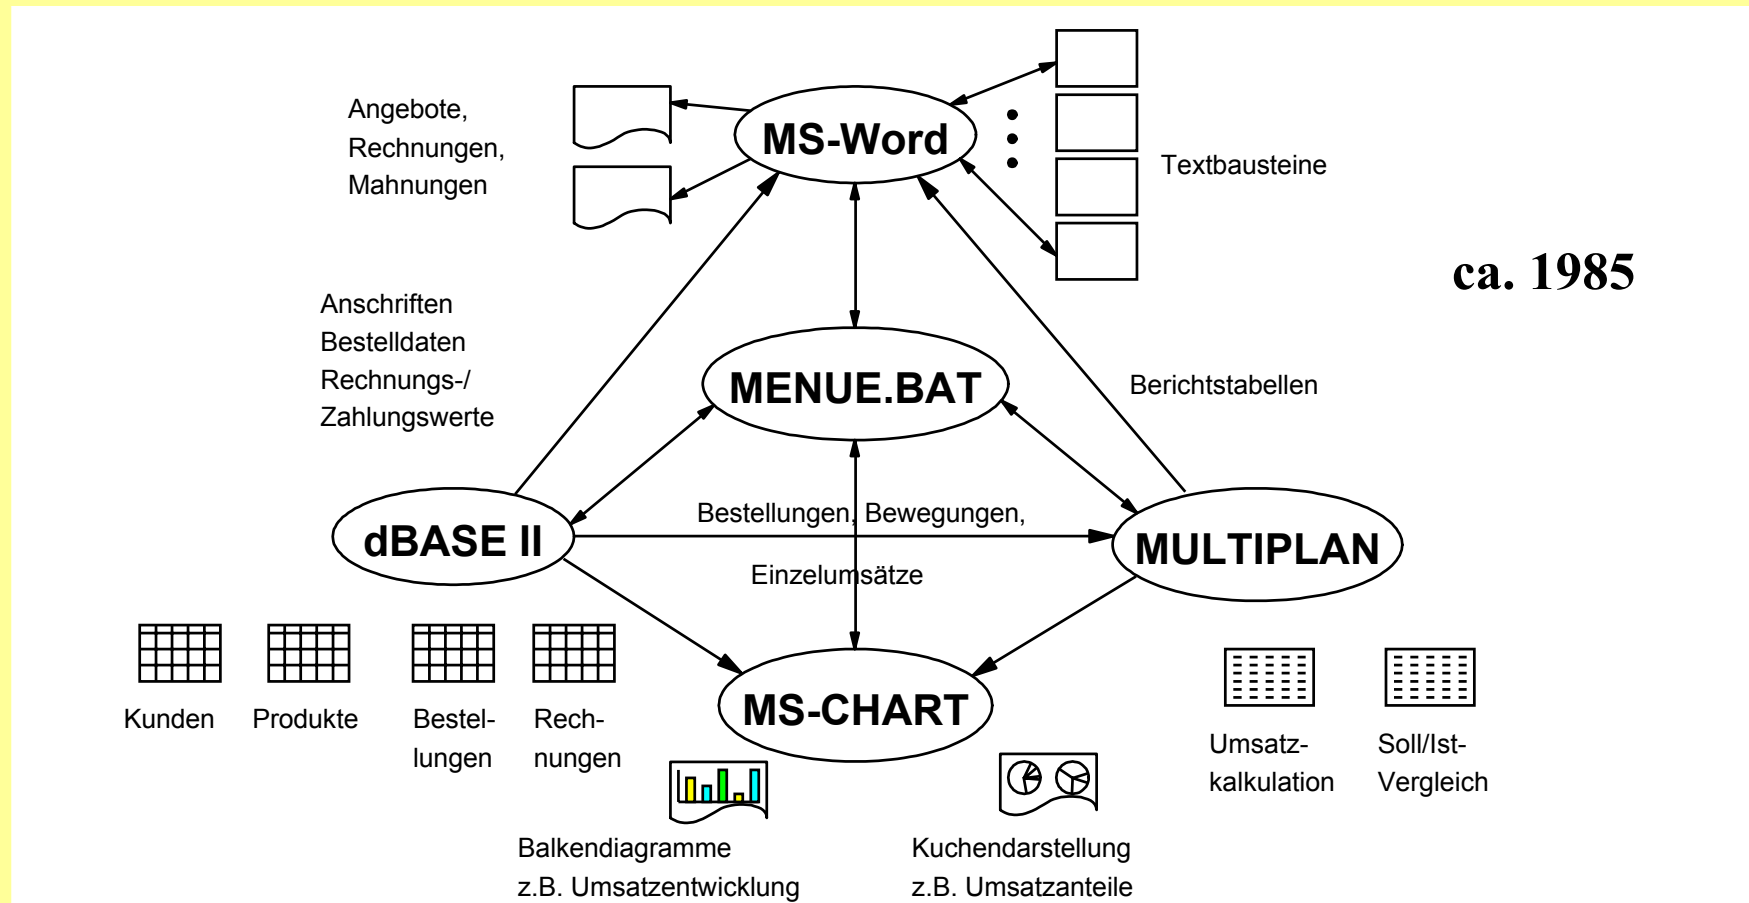 Angebote,
Rechnungen,
Mahnungen
MS-Word
Textbausteine
ca. 1985
Anschriften
Bestelldaten
Rechnungs-/
Zahlungswerte
MENUE.BAT
Berichtstabellen
dBASE II
Bestellungen, Bewegungen,
Einzelumsätze
MULTIPLAN
Kunden
Produkte
Bestel-
lungen
Rech-
nungen
MS-CHART
Umsatz-
kalkulation
Soll/Ist-
Vergleich
Balkendiagramme
z.B. Umsatzentwicklung
Kuchendarstellung
z.B. Umsatzanteile